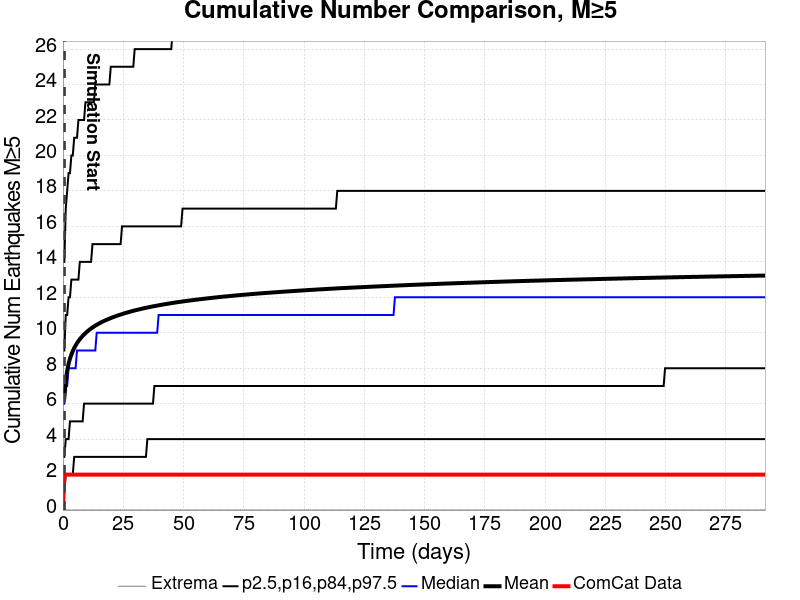 Cumulative Number Comparison, M≥5
Cumulative Num Earthquakes M≥5
26
24
22
20
18
16
14
12
10
8
6
4
2
0
Simulation Start
0 25 50 75 100 125 150 175 200 225 250 275
Time (days)
Extrema p2.5,p16,p84,p97.5 Median Mean ComCat Data